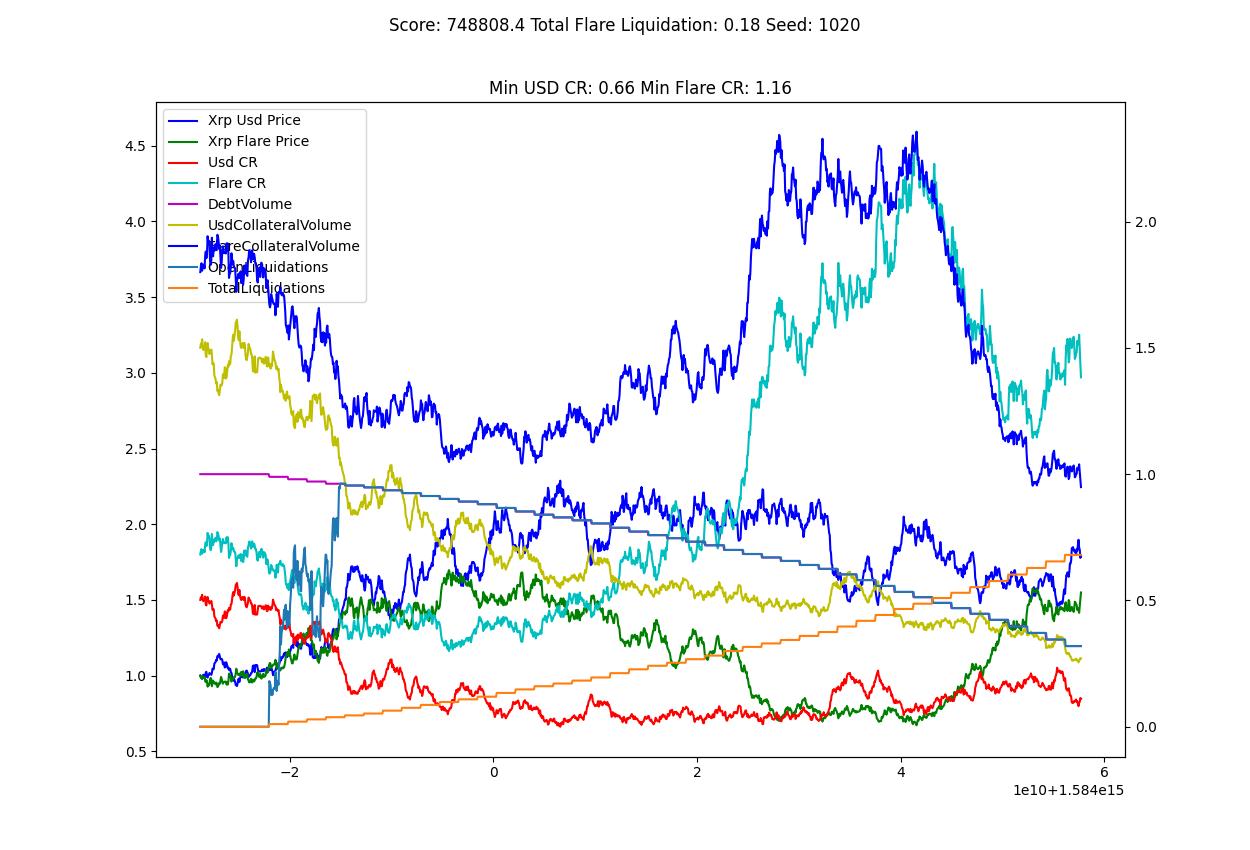 Score: 748808.4 Total Flare Liquidation: 0.18 Seed: 1020
Min USD CR: 0.66 Min Flare CR: 1.16
Xrp Usd Price
Xrp Flare Price
Usd CR
Flare CR
DebtVolume
UsdCollateralVolume
FlareCollateralVolume
OpenLiquidations
TotalLiquidations
4.5
4.0
3.5
3.0
2.5
2.0
1.5
1.0
0.5
2.0
1.5
1.0
0.5
0.0
−2
0
2
4
6
1e10+1.584e15